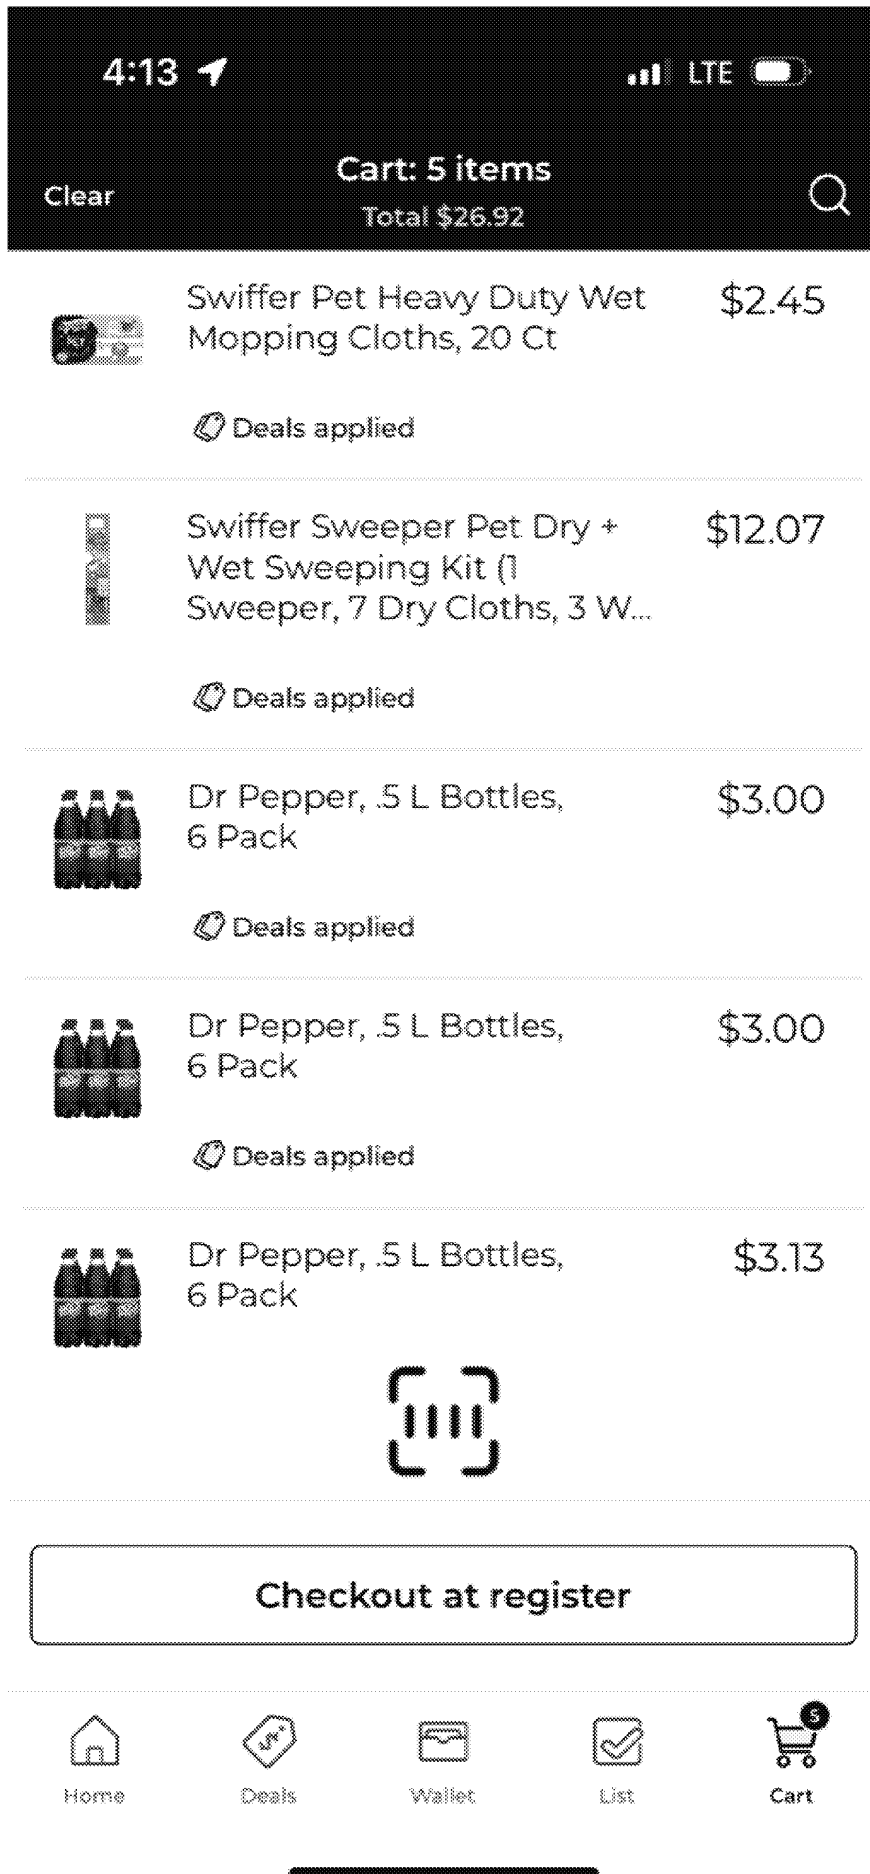 4:13
LTE
Cart: 5 items
Clear
Total $26.92
Swiffer Pet Heavy Duty Wet
Mopping Cloths, 20 Ct
$2.45
Deals applied
Swiffer Sweeper Pet Dry +
Wet Sweeping Kit (1
Sweeper, 7 Dry Cloths, 3 W...
$12.07
Deals applied
Dr Pepper, .5 L Bottles,
6 Pack
$3.00
Deals applied
Dr Pepper, .5 L Bottles,
6 Pack
$3.00
Deals applied
Dr Pepper, .5 L Bottles,
6 Pack
$3.13
Checkout at register
5
Home
Deals
Wallet
List
Cart